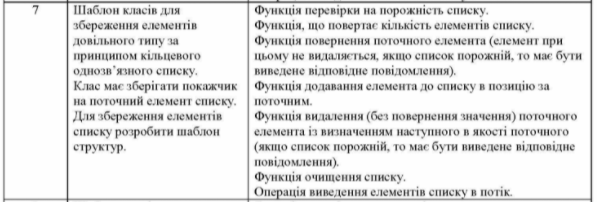 7
Шаблон класів для
збереження елементів
довільного типу за
принципом кільцевого
однозв’язного списку.
Клас має зберігати покажчик
на поточний елемент списку.
Для збереження елементів
списку розробити шаблон
структур.
Функція перевірки на порожність списку.
Функція, що повертає кількість елементів списку.
Функція повернення поточного елемента (елемент при
цьому не видаляється, якщо список порожній, то має бути
виведене відповідне повідомлення).
Функція додавання елемента до списку в позицію за
поточним.
Функція видалення (без повернення значення) поточного
елемента із визначенням наступного в якості поточного
(якщо список порожній, то має бути виведене відповідне
повідомлення).
Функція очищення списку.
Операція виведення елементів списку в потік.